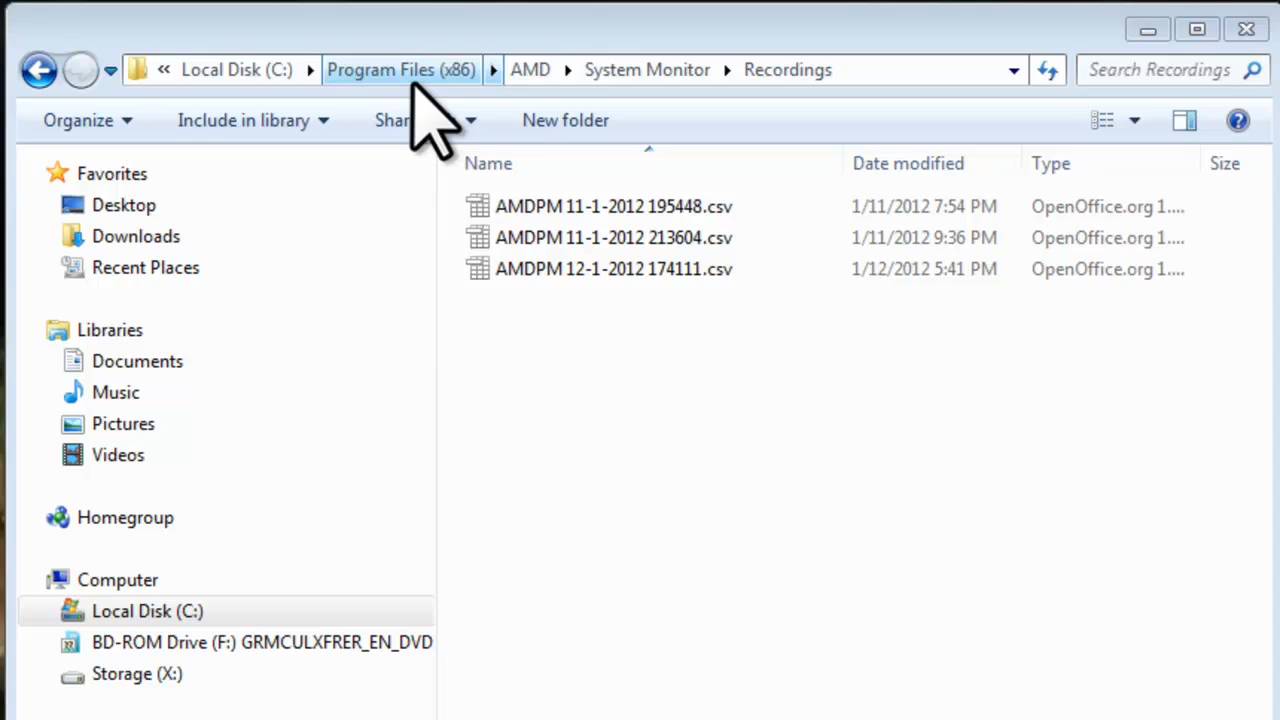 « Local Disk (C:) Program Files (x86) AMD System Monitor Recordings Search Recordings
Organize Include in library Shar New folder
Name Date modified Type Size
AMDPM 11-1-2012 195448.csv 1/11/2012 7:54 PM OpenOffice.org 1....
AMDPM 11-1-2012 213604.csv 1/11/2012 9:36 PM OpenOffice.org 1....
AMDPM 12-1-2012 174111.csv 1/12/2012 5:41 PM OpenOffice.org 1....
Favorites
Desktop
Downloads
Recent Places
Libraries
Documents
Music
Pictures
Videos
Homegroup
Computer
Local Disk (C:)
BD-ROM Drive (F:) GRMCULXFRER_EN_DVD
Storage (X:)